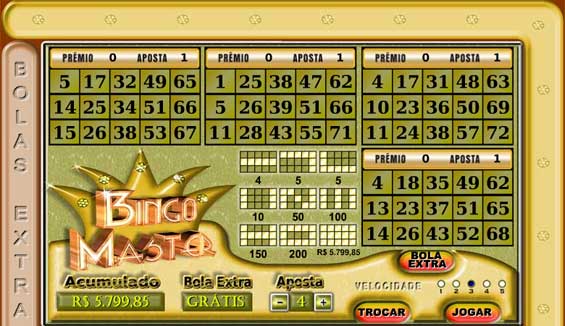 BOLAS EXTRA
PRÊMIO 0 APOSTA 1
5 17 32 49 65
14 25 34 51 66
15 26 38 53 67
PRÊMIO 0 APOSTA 1
1 25 38 47 62
5 26 39 51 66
11 28 43 55 71
PRÊMIO 0 APOSTA 1
4 17 31 48 63
10 23 36 50 69
11 24 38 57 72
PRÊMIO 0 APOSTA 1
4 18 35 49 62
13 23 37 51 65
14 26 43 52 68
4 5 5
10 50 100
150 200 R$ 5.799,85
BINGO
MASTER
Acumulado
R$ 5.799,85
Bola Extra
GRÁTIS
Aposta
- 4 +
BOLA
EXTRA
VELOCIDADE
1 2 3 4 5
TROCAR
JOGAR